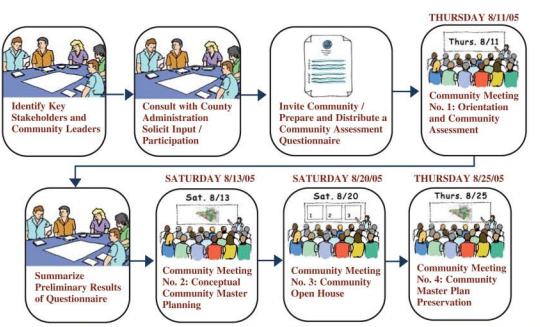 THURSDAY 8/11/05
Thurs. 8/11
Identify Key
Stakeholders and
Community Leaders
Consult with County
Administration
Solicit Input /
Participation
Invite Community /
Prepare and Distribute a
Community Assessment
Questionnaire
Community Meeting
No. 1: Orientation
and Community
Assessment
SATURDAY 8/13/05
SATURDAY 8/20/05
THURSDAY 8/25/05
Sat. 8/13
Sat. 8/20
1 2 3
Thurs. 8/25
Summarize
Preliminary Results
of Questionnaire
Community Meeting
No. 2: Conceptual
Community Master
Planning
Community Meeting
No. 3: Community
Open House
Community Meeting
No. 4: Community
Master Plan
Preservation